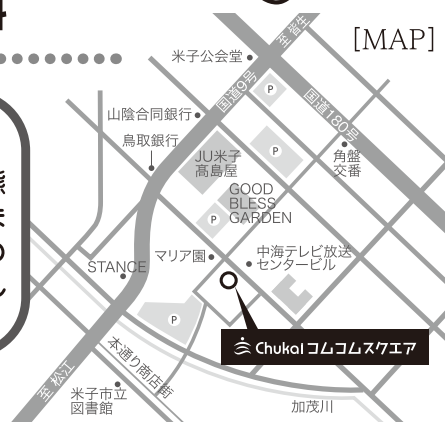 [MAP]
至 皆生
米子公会堂
国道9号
P
国道180号
山陰合同銀行
鳥取銀行
P
JU米子
髙島屋
角盤
交番
GOOD
BLESS
GARDEN
P
マリア園
中海テレビ放送
センタービル
STANCE
P
Chukai コムコムスクエア
本通り商店街
至 松江
米子市立
図書館
加茂川